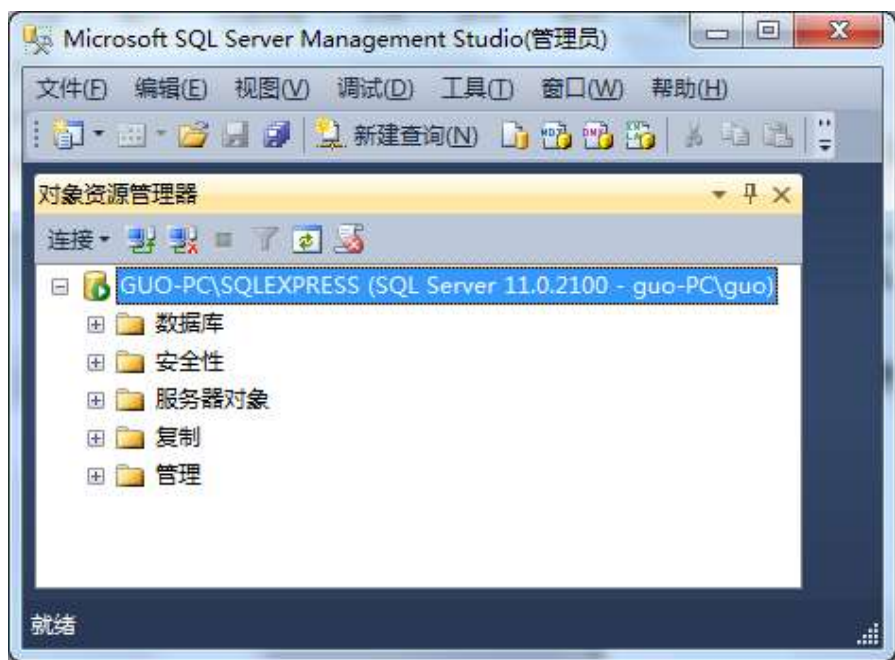 Microsoft SQL Server Management Studio(管理员)
文件(F) 编辑(E) 视图(V) 调试(D) 工具(T) 窗口(W) 帮助(H)
新建查询(N)
对象资源管理器
连接
GUO-PC\SQLEXPRESS (SQL Server 11.0.2100 - guo-PC\guo)
数据库
安全性
服务器对象
复制
管理
就绪